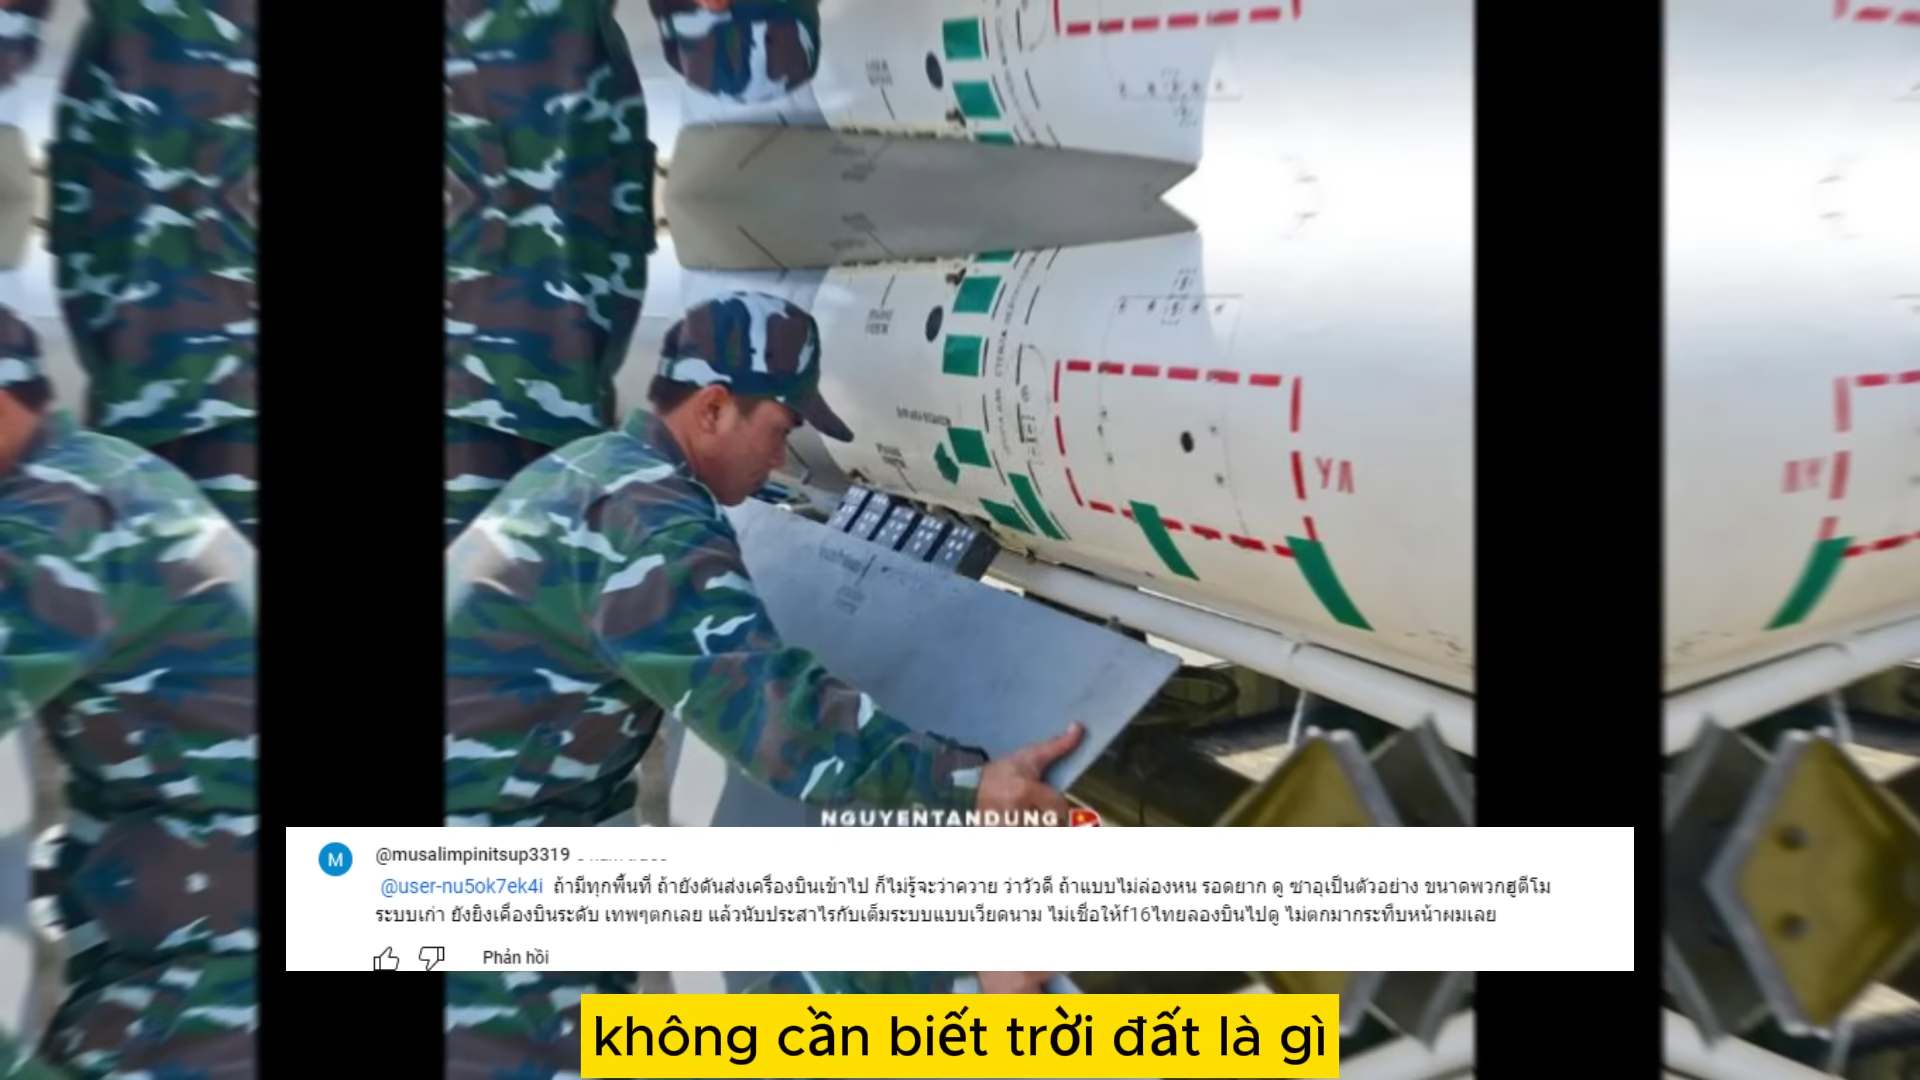 YA
NGUYENTANDUNG
M
@musalimpinitsup3319
@user-nu5ok7ek4i ถ้ามีทุกพื้นที่ ถ้ายังดันส่งเครื่องบินเข้าไป ก็ไม่รู้จะว่าควาย ว่าวัวดี ถ้าแบบไม่ล่องหน รอดยาก ดู ซาอุเป็นตัวอย่าง ขนาดพวกฮูตีโม
ระบบเก่า ยังยิงเคื่องบินระดับ เทพๆตกเลย แล้วนับประสาไรกับเต็มระบบแบบเวียดนาม ไม่เชื่อให้f16ไทยลองบินไปดู ไม่ตกมากระทืบหน้าผมเลย
Phản hồi
không cần biết trời đất là gì